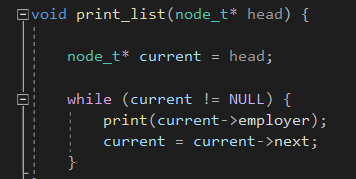 void print_list(node_t* head) {
node_t* current = head;
while (current != NULL) {
print(current->employer);
current = current->next;
}